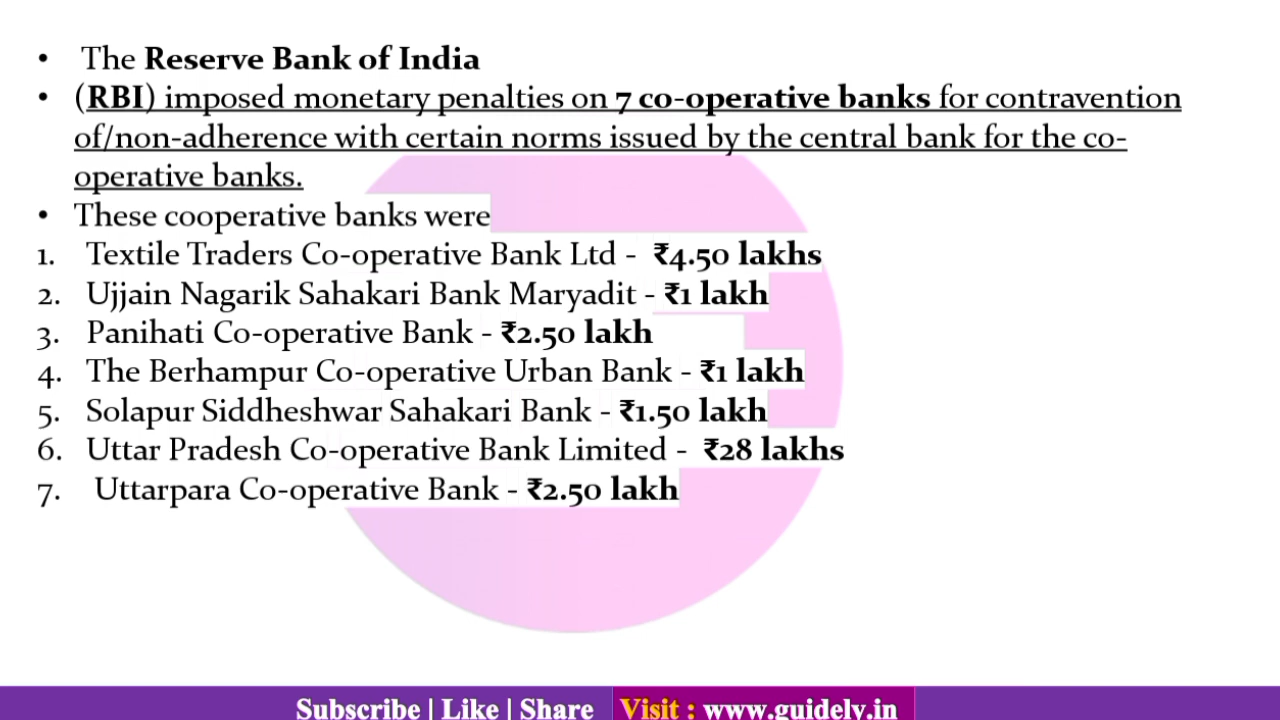 • The Reserve Bank of India
• (RBI) imposed monetary penalties on 7 co-operative banks for contravention
of/non-adherence with certain norms issued by the central bank for the co-
operative banks.
• These cooperative banks were
1. Textile Traders Co-operative Bank Ltd - ₹4.50 lakhs
2. Ujjain Nagarik Sahakari Bank Maryadit - ₹1 lakh
3. Panihati Co-operative Bank - ₹2.50 lakh
4. The Berhampur Co-operative Urban Bank - ₹1 lakh
5. Solapur Siddheshwar Sahakari Bank - ₹1.50 lakh
6. Uttar Pradesh Co-operative Bank Limited - ₹28 lakhs
7. Uttarpara Co-operative Bank - ₹2.50 lakh
Subscribe | Like | Share Visit : www.guidely.in